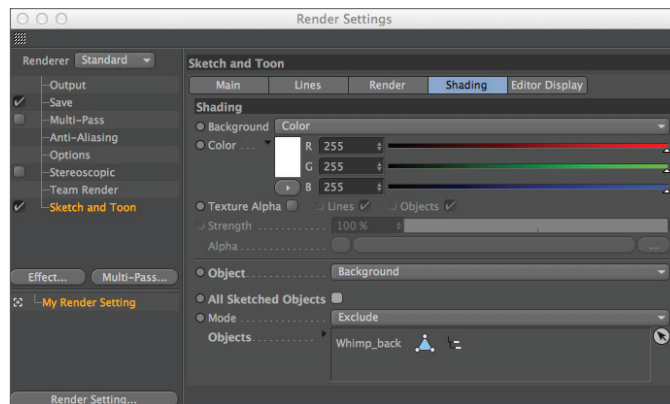 Render Settings
Renderer Standard
Output
Save
Multi-Pass
Anti-Aliasing
Options
Stereoscopic
Team Render
Sketch and Toon
Effect... Multi-Pass...
My Render Setting
Render Setting...
Sketch and Toon
Main Lines Render Shading Editor Display
Shading
Background Color
Color . . . R 255
G 255
B 255
Texture Alpha Lines Objects
Strength . . . . . . . . . . . 100 %
Alpha. . . . . . . . . . . . . ...
Object. . . . . . . . . . . . . Background
All Sketched Objects
Mode . . . . . . . . . . . . . . Exclude
Objects. . . . . . . . . . . Whimp_back